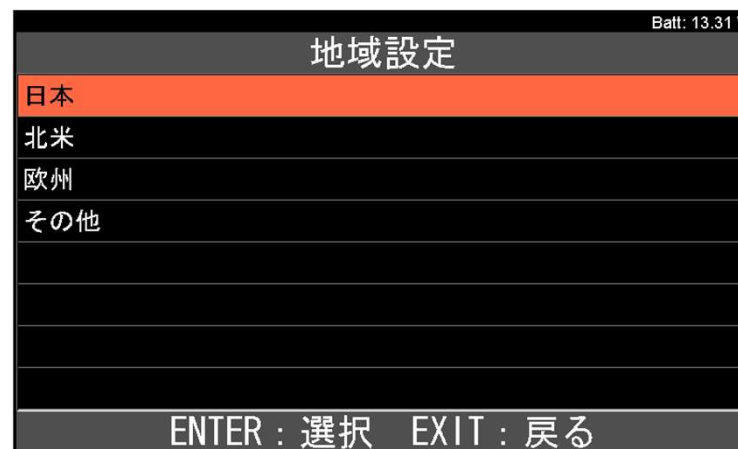 Batt: 13.31
地域設定
日本
北米
欧州
その他
ENTER：選択 EXIT：戻る